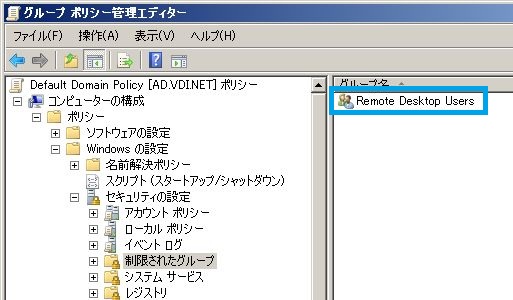 グループ ポリシー管理エディター
ファイル(F) 操作(A) 表示(V) ヘルプ(H)
Default Domain Policy [AD.VDI.NET] ポリシー
コンピューターの構成
ポリシー
ソフトウェアの設定
Windows の設定
名前解決ポリシー
スクリプト (スタートアップ/シャットダウン)
セキュリティの設定
アカウント ポリシー
ローカル ポリシー
イベント ログ
制限されたグループ
システム サービス
レジストリ
グループ名
Remote Desktop Users